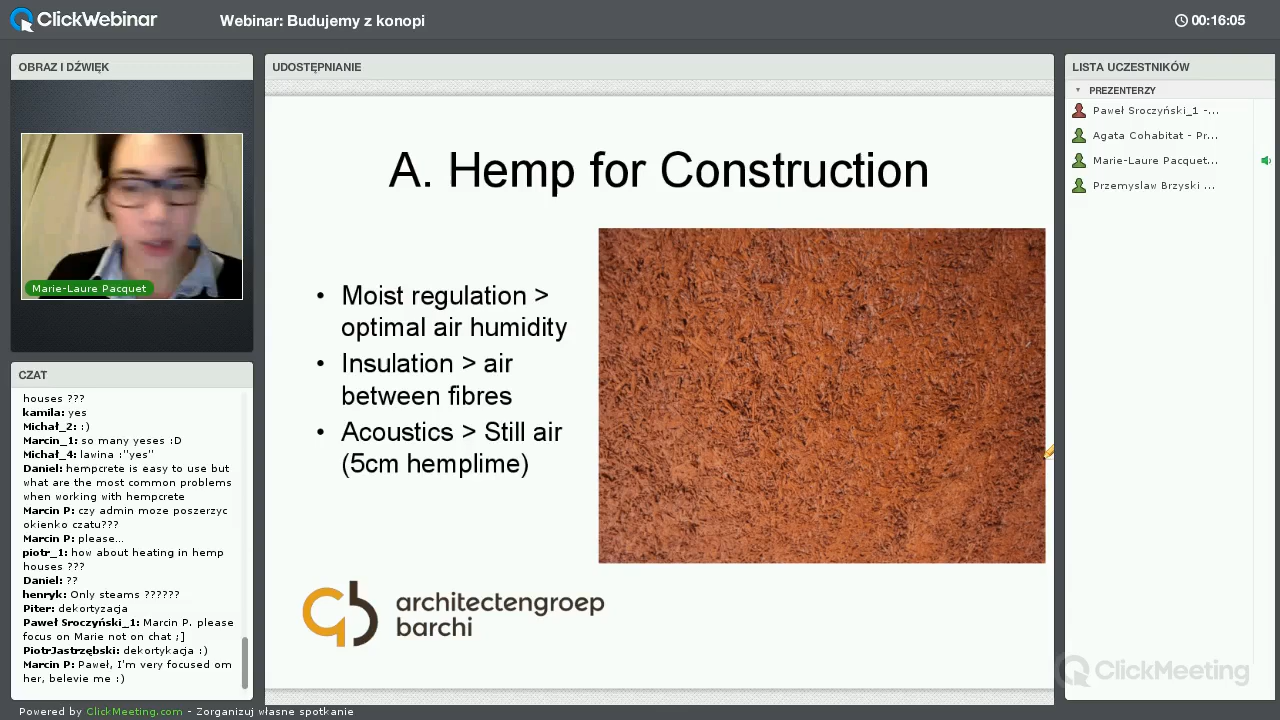 ClickWebinar
Webinar: Budujemy z konopi
00:16:05
OBRAZ I DŹWIĘK
Marie-Laure Pacquet
CZAT
houses ???
kamila: yes
Michał_2: :)
Marcin_1: so many yeses :D
Michał_4: lawina :"yes"
Daniel: hempcrete is easy to use but
what are the most common problems
when working with hempcrete
Marcin P: czy admin moze poszerzyc
okienko czatu???
Marcin P: please...
piotr_1: how about heating in hemp
houses ???
Daniel: ??
henryk: Only steams ??????
Piter: dekortyzacja
Paweł Sroczyński_1: Marcin P. please
focus on Marie not on chat ;]
PiotrJastrzębski: dekortykacja :)
Marcin P: Paweł, I'm very focused om
her, belevie me :)
UDOSTĘPNIANIE
A. Hemp for Construction
• Moist regulation >
optimal air humidity
• Insulation > air
between fibres
• Acoustics > Still air
(5cm hemplime)
architectengroep
barchi
LISTA UCZESTNIKÓW
PREZENTERZY
Paweł Sroczyński_1 -...
Agata Cohabitat - Pr...
Marie-Laure Pacquet...
Przemyslaw Brzyski ...
ClickMeeting
Powered by ClickMeeting.com - Zorganizuj własne spotkanie